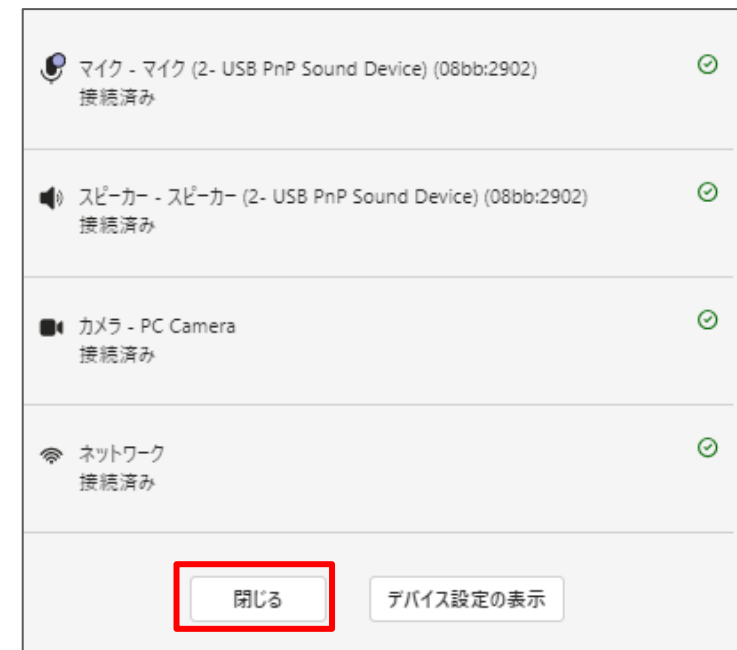 マイク - マイク (2- USB PnP Sound Device) (08bb:2902)
接続済み
スピーカー - スピーカー (2- USB PnP Sound Device) (08bb:2902)
接続済み
カメラ - PC Camera
接続済み
ネットワーク
接続済み
閉じる
デバイス設定の表示